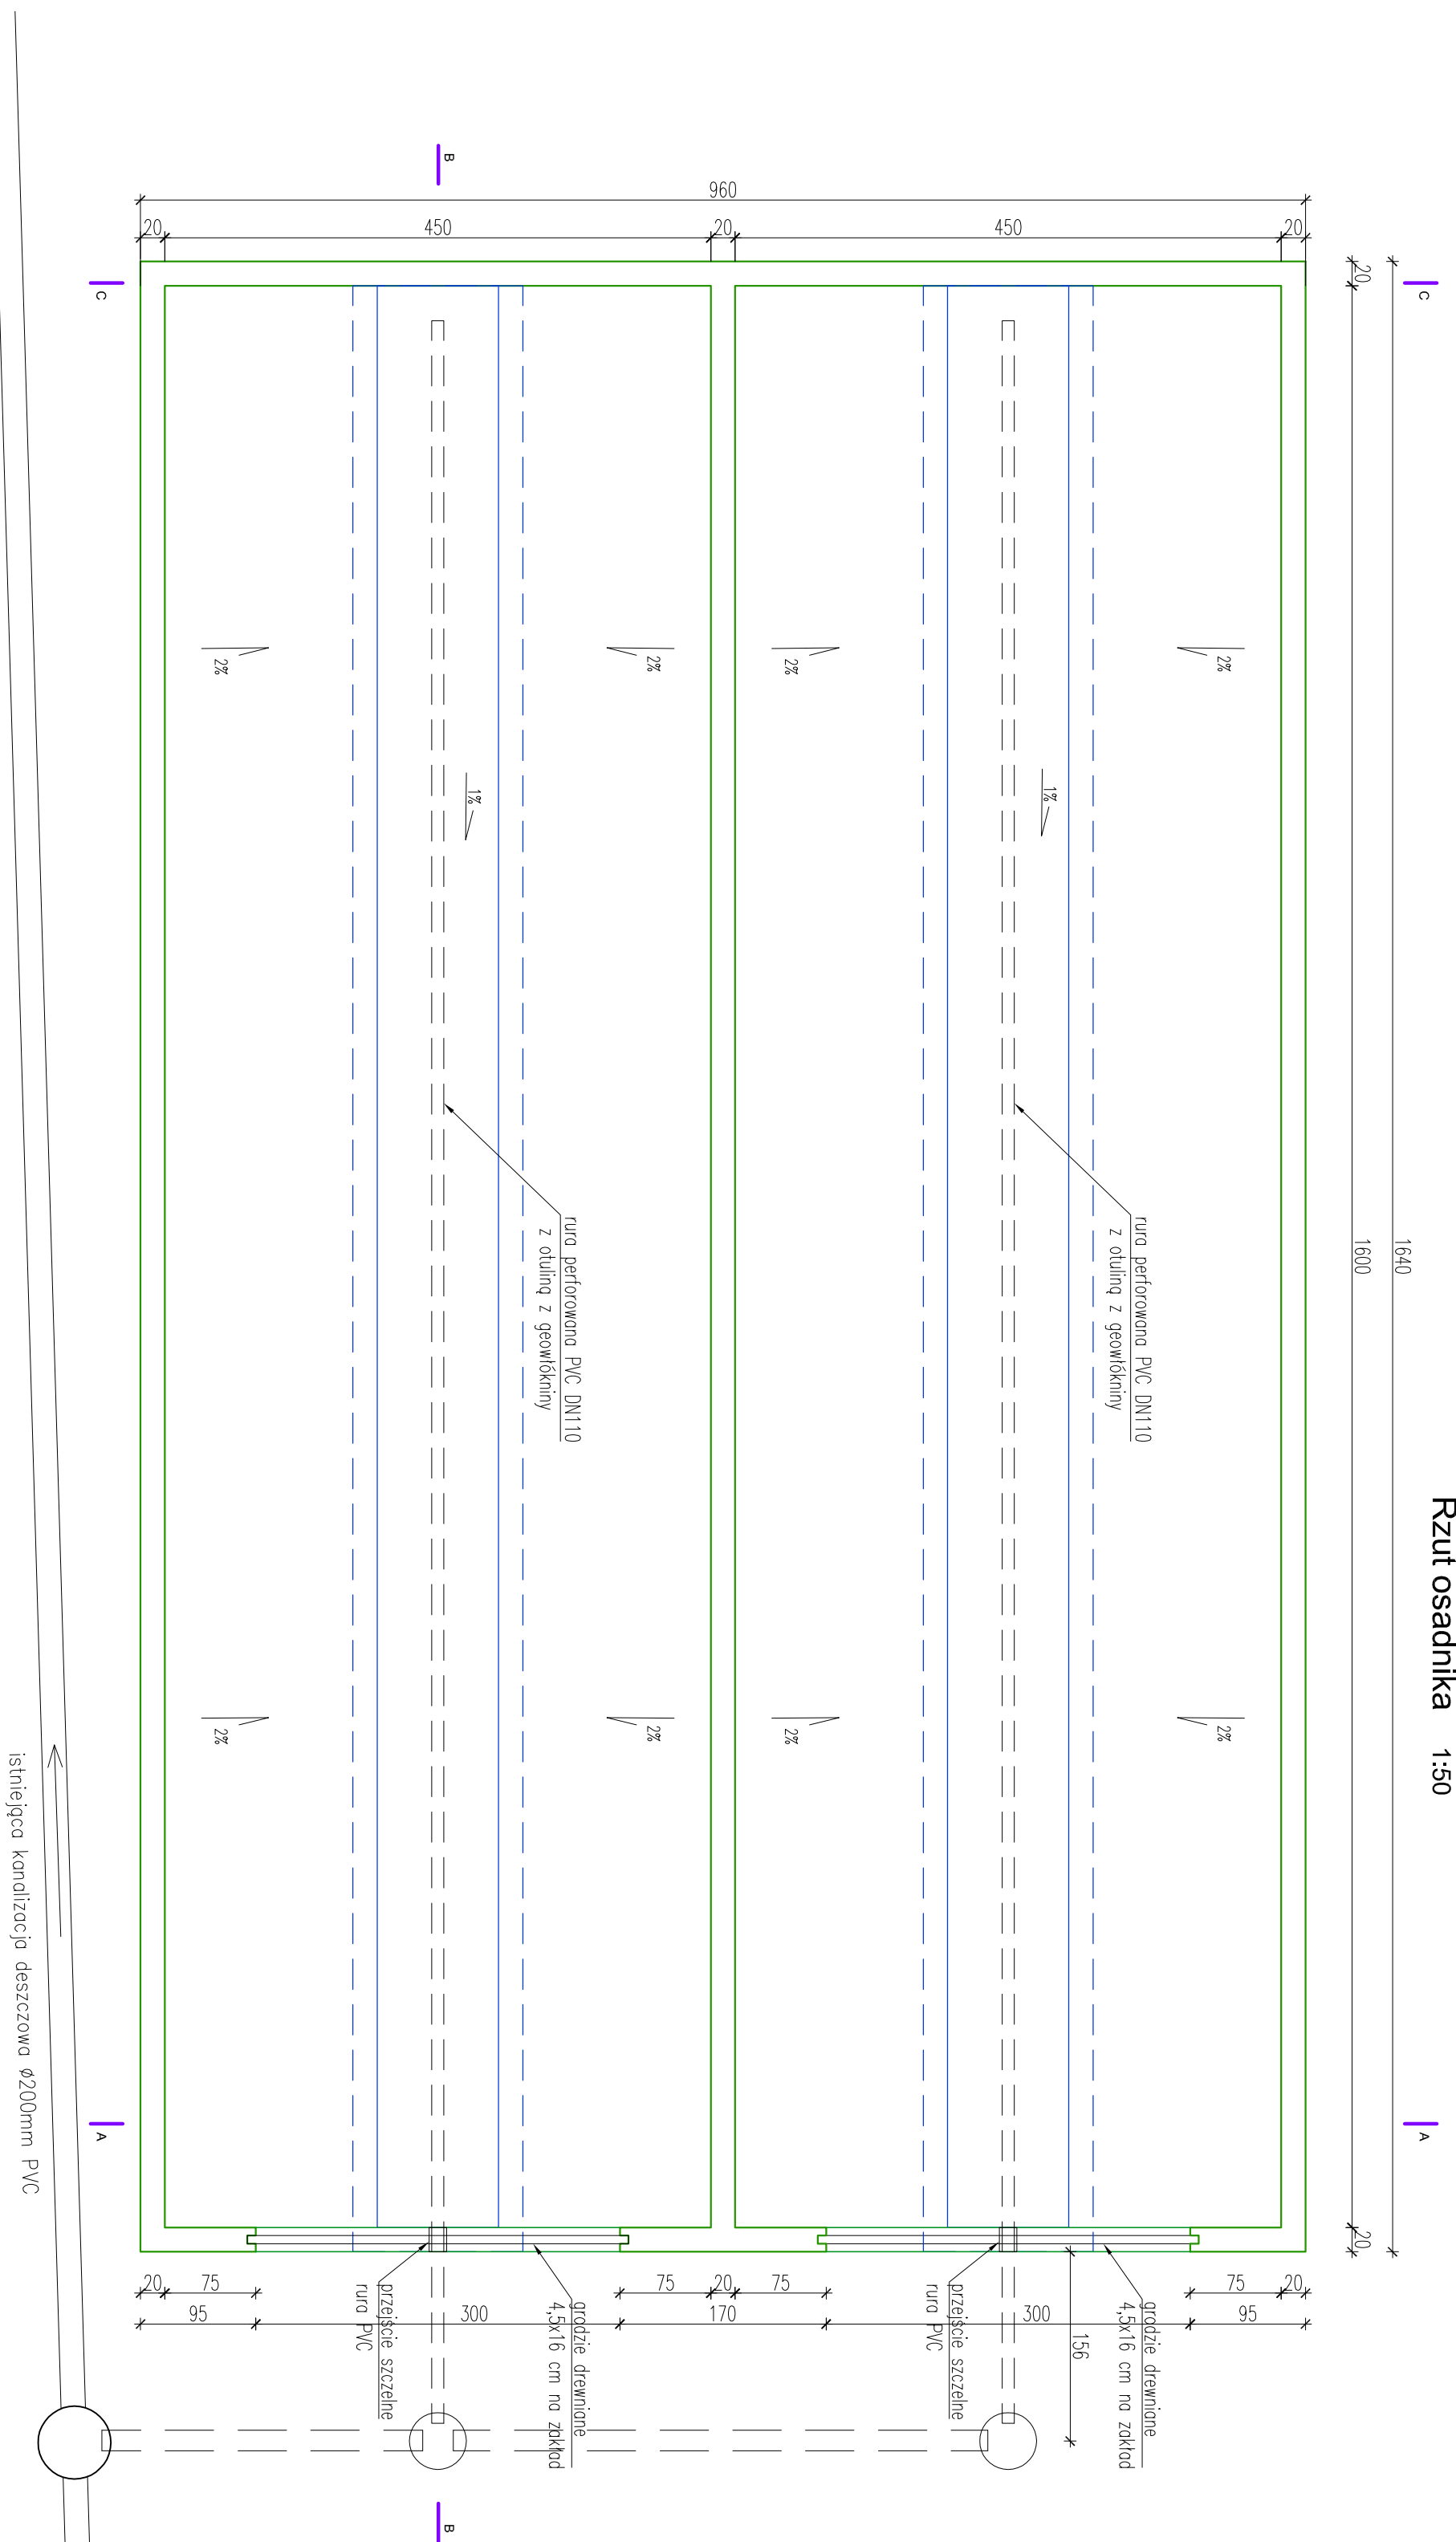 Rzut osadnika 1:50
C
A
1640
20
1600
20
C
A
B
B
960
20
450
20
450
20
2%
2%
2%
2%
1%
1%
2%
2%
2%
2%
rura perforowana PVC DN110
z otuliną z geowłókniny
rura perforowana PVC DN110
z otuliną z geowłókniny
grodzie drewniane
4,5x16 cm na zakład
przejście szczelne
rura PVC
grodzie drewniane
4,5x16 cm na zakład
przejście szczelne
rura PVC
20
75
75
20
75
75
20
95
300
170
300
95
156
istniejąca kanalizacja deszczowa Ø200mm PVC